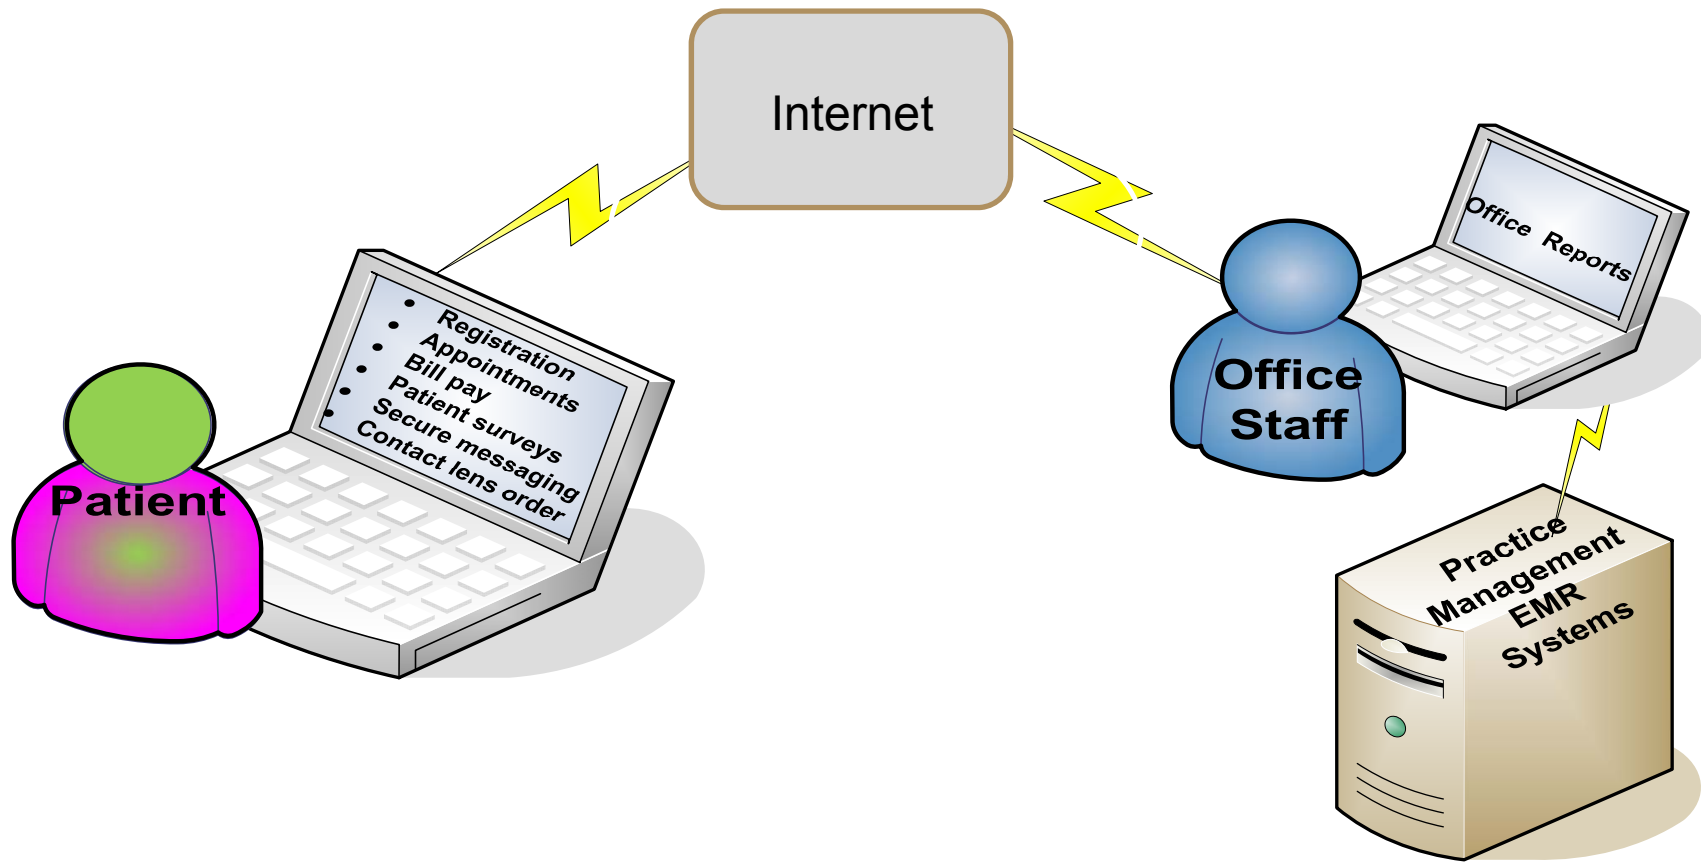 Internet
Office Reports
• Registration
• Appointments
• Bill pay
• Patient surveys
• Secure messaging
• Contact lens order
Office
Staff
Patient
Practice
Management
EMR
Systems